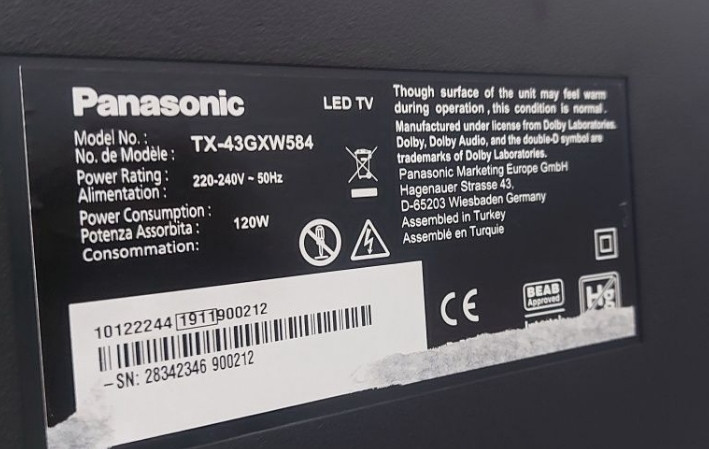 Panasonic
LED TV
Model No. :
No. de Modèle :
TX-43GXW584
Power Rating :
Alimentation :
220-240V ~ 50Hz
Power Consumption :
Potenza Assorbita :
Consommation:
120W
Though surface of the unit may feel warm
during operation , this condition is normal.
Manufactured under license from Dolby Laboratories.
Dolby, Dolby Audio, and the double-D symbol are
trademarks of Dolby Laboratories.
Panasonic Marketing Europe GmbH
Hagenauer Strasse 43,
D-65203 Wiesbaden Germany
Assembled in Turkey
Assemblé en Turquie
CE
BEAB
Approved
Hg
10122244 1911900212
-SN: 28342346 900212